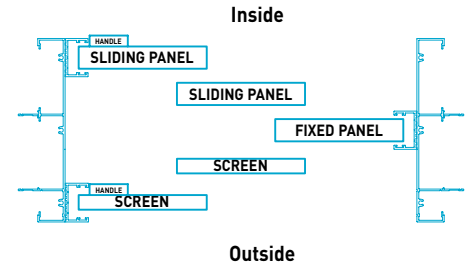 Inside
HANDLE
SLIDING PANEL
SLIDING PANEL
FIXED PANEL
SCREEN
HANDLE
SCREEN
Outside